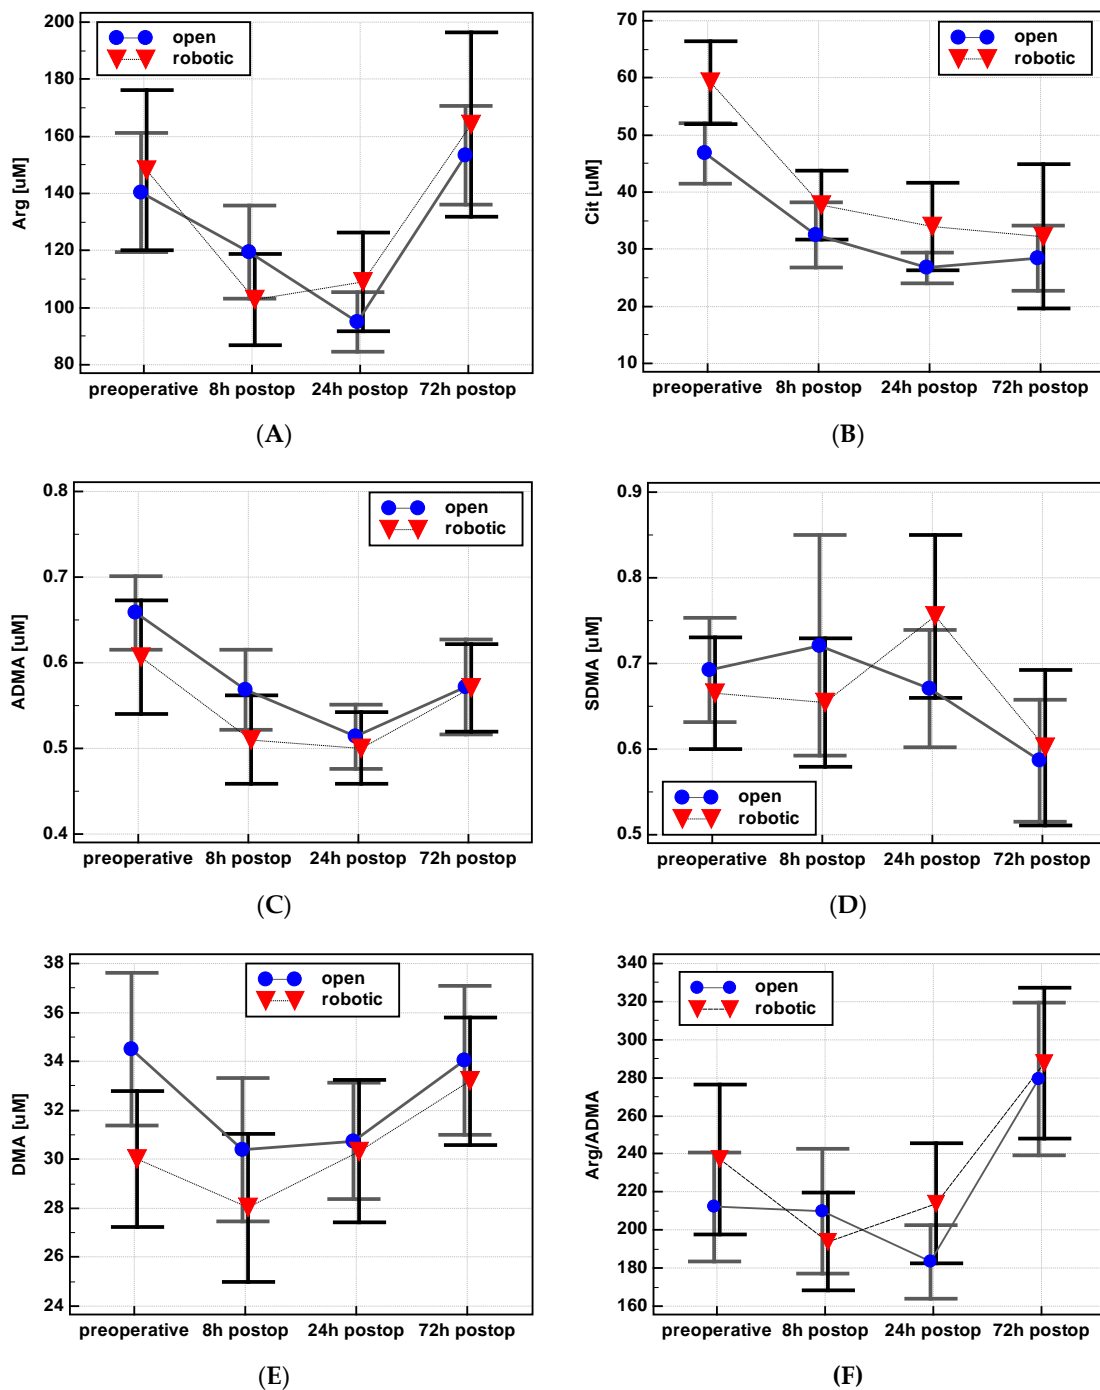 open
robotic
Arg [uM]
200
180
160
140
120
100
80
preoperative 8h postop 24h postop 72h postop
(A)
open
robotic
Cit [uM]
70
60
50
40
30
20
10
preoperative 8h postop 24h postop 72h postop
(B)
open
robotic
ADMA [uM]
0.8
0.7
0.6
0.5
0.4
preoperative 8h postop 24h postop 72h postop
(C)
open
robotic
SDMA [uM]
0.9
0.8
0.7
0.6
0.5
preoperative 8h postop 24h postop 72h postop
(D)
open
robotic
DMA [uM]
38
36
34
32
30
28
26
24
preoperative 8h postop 24h postop 72h postop
(E)
open
robotic
Arg/ADMA
340
320
300
280
260
240
220
200
180
160
preoperative 8h postop 24h postop 72h postop
(F)